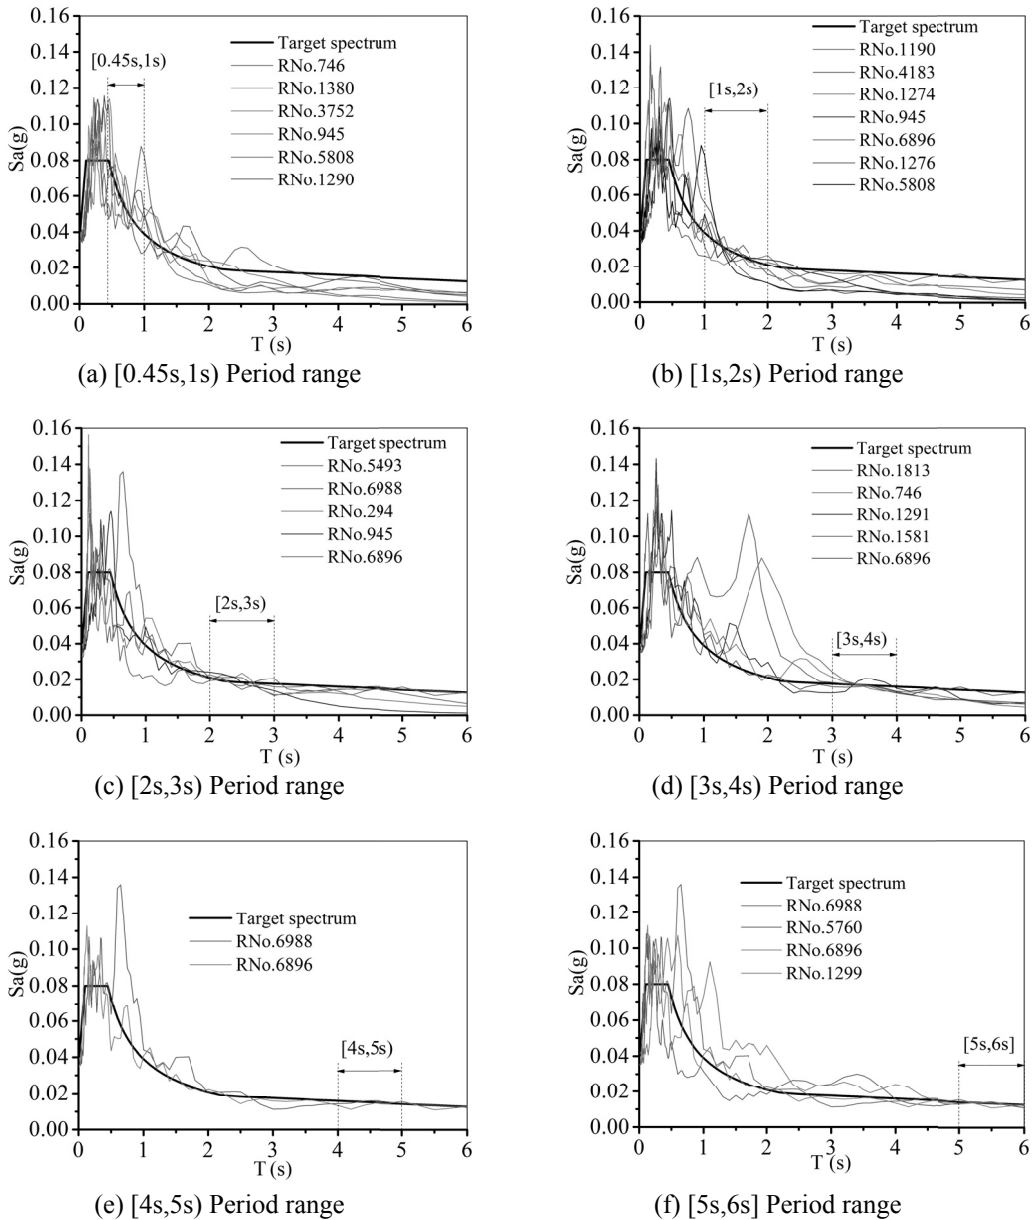 0.16
0.14
0.12
0.10
0.08
0.06
0.04
0.02
0.00
Sa(g)
[0.45s,1s)
Target spectrum
RNo.746
RNo.1380
RNo.3752
RNo.945
RNo.5808
RNo.1290
0 1 2 3 4 5 6
T (s)
(a) [0.45s,1s) Period range
0.16
0.14
0.12
0.10
0.08
0.06
0.04
0.02
0.00
Sa(g)
[1s,2s)
Target spectrum
RNo.1190
RNo.4183
RNo.1274
RNo.945
RNo.6896
RNo.1276
RNo.5808
0 1 2 3 4 5 6
T (s)
(b) [1s,2s) Period range
0.16
0.14
0.12
0.10
0.08
0.06
0.04
0.02
0.00
Sa(g)
Target spectrum
RNo.5493
RNo.6988
RNo.294
RNo.945
RNo.6896
[2s,3s)
0 1 2 3 4 5 6
T (s)
(c) [2s,3s) Period range
0.16
0.14
0.12
0.10
0.08
0.06
0.04
0.02
0.00
Sa(g)
Target spectrum
RNo.1813
RNo.746
RNo.1291
RNo.1581
RNo.6896
[3s,4s)
0 1 2 3 4 5 6
T (s)
(d) [3s,4s) Period range
0.16
0.14
0.12
0.10
0.08
0.06
0.04
0.02
0.00
Sa(g)
Target spectrum
RNo.6988
RNo.6896
[4s,5s)
0 1 2 3 4 5 6
T (s)
(e) [4s,5s) Period range
0.16
0.14
0.12
0.10
0.08
0.06
0.04
0.02
0.00
Sa(g)
Target spectrum
RNo.6988
RNo.5760
RNo.6896
RNo.1299
[5s,6s]
0 1 2 3 4 5 6
T (s)
(f) [5s,6s] Period range